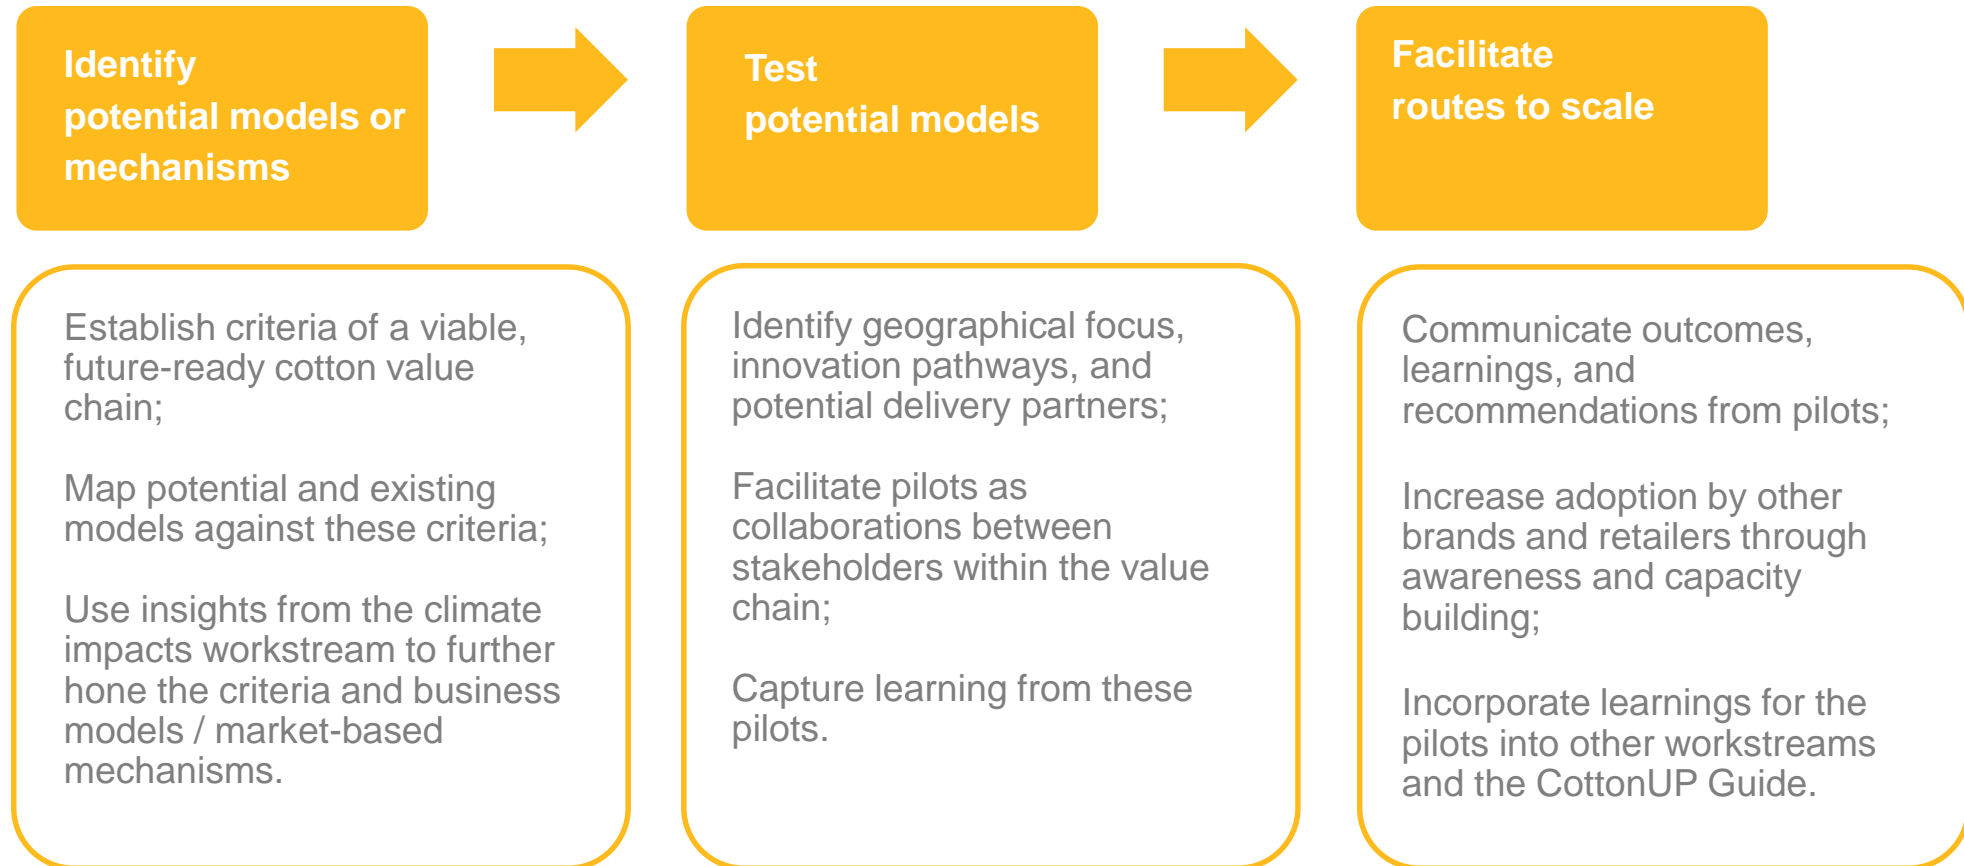 Identify
potential models or
mechanisms
Test
potential models
Facilitate
routes to scale
Establish criteria of a viable,
future-ready cotton value
chain;
Map potential and existing
models against these criteria;
Use insights from the climate
impacts workstream to further
hone the criteria and business
models / market-based
mechanisms.
Identify geographical focus,
innovation pathways, and
potential delivery partners;
Facilitate pilots as
collaborations between
stakeholders within the value
chain;
Capture learning from these
pilots.
Communicate outcomes,
learnings, and
recommendations from pilots;
Increase adoption by other
brands and retailers through
awareness and capacity
building;
Incorporate learnings for the
pilots into other workstreams
and the CottonUP Guide.